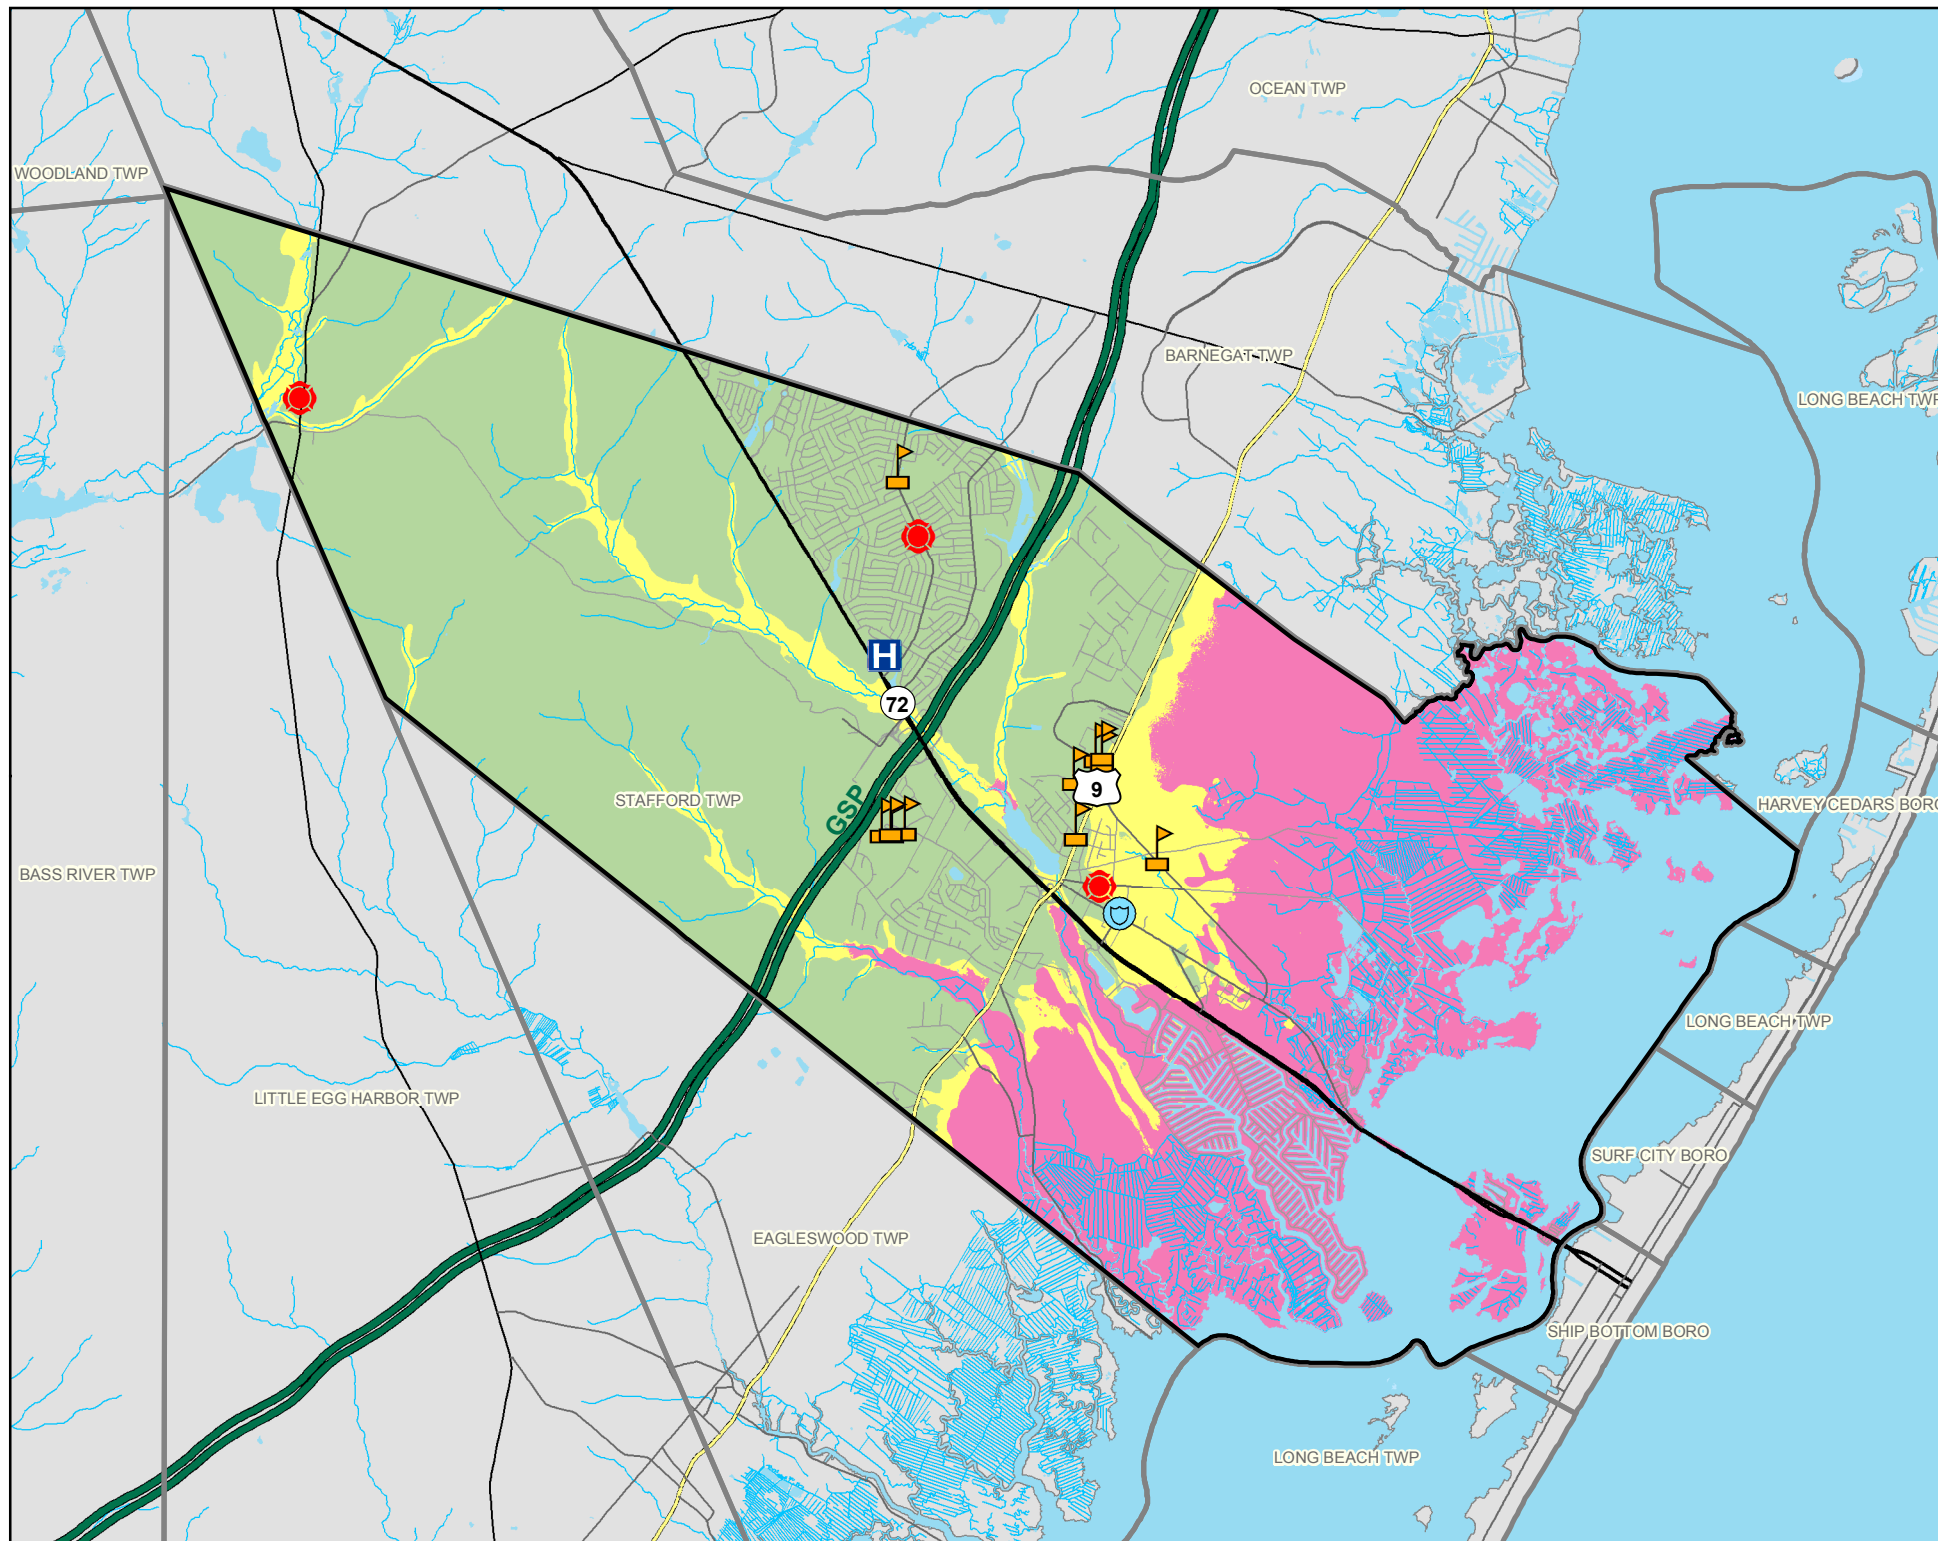 OCEAN TWP
WOODLAND TWP
BARNEGAT TWP
LONG BEACH TWP
H
72
9
STAFFORD TWP
GSP
HARVEY CEDARS BORO
BASS RIVER TWP
LONG BEACH TWP
LITTLE EGG HARBOR TWP
SURF CITY BORO
EAGLESWOOD TWP
SHIP BOTTOM BORO
LONG BEACH TWP